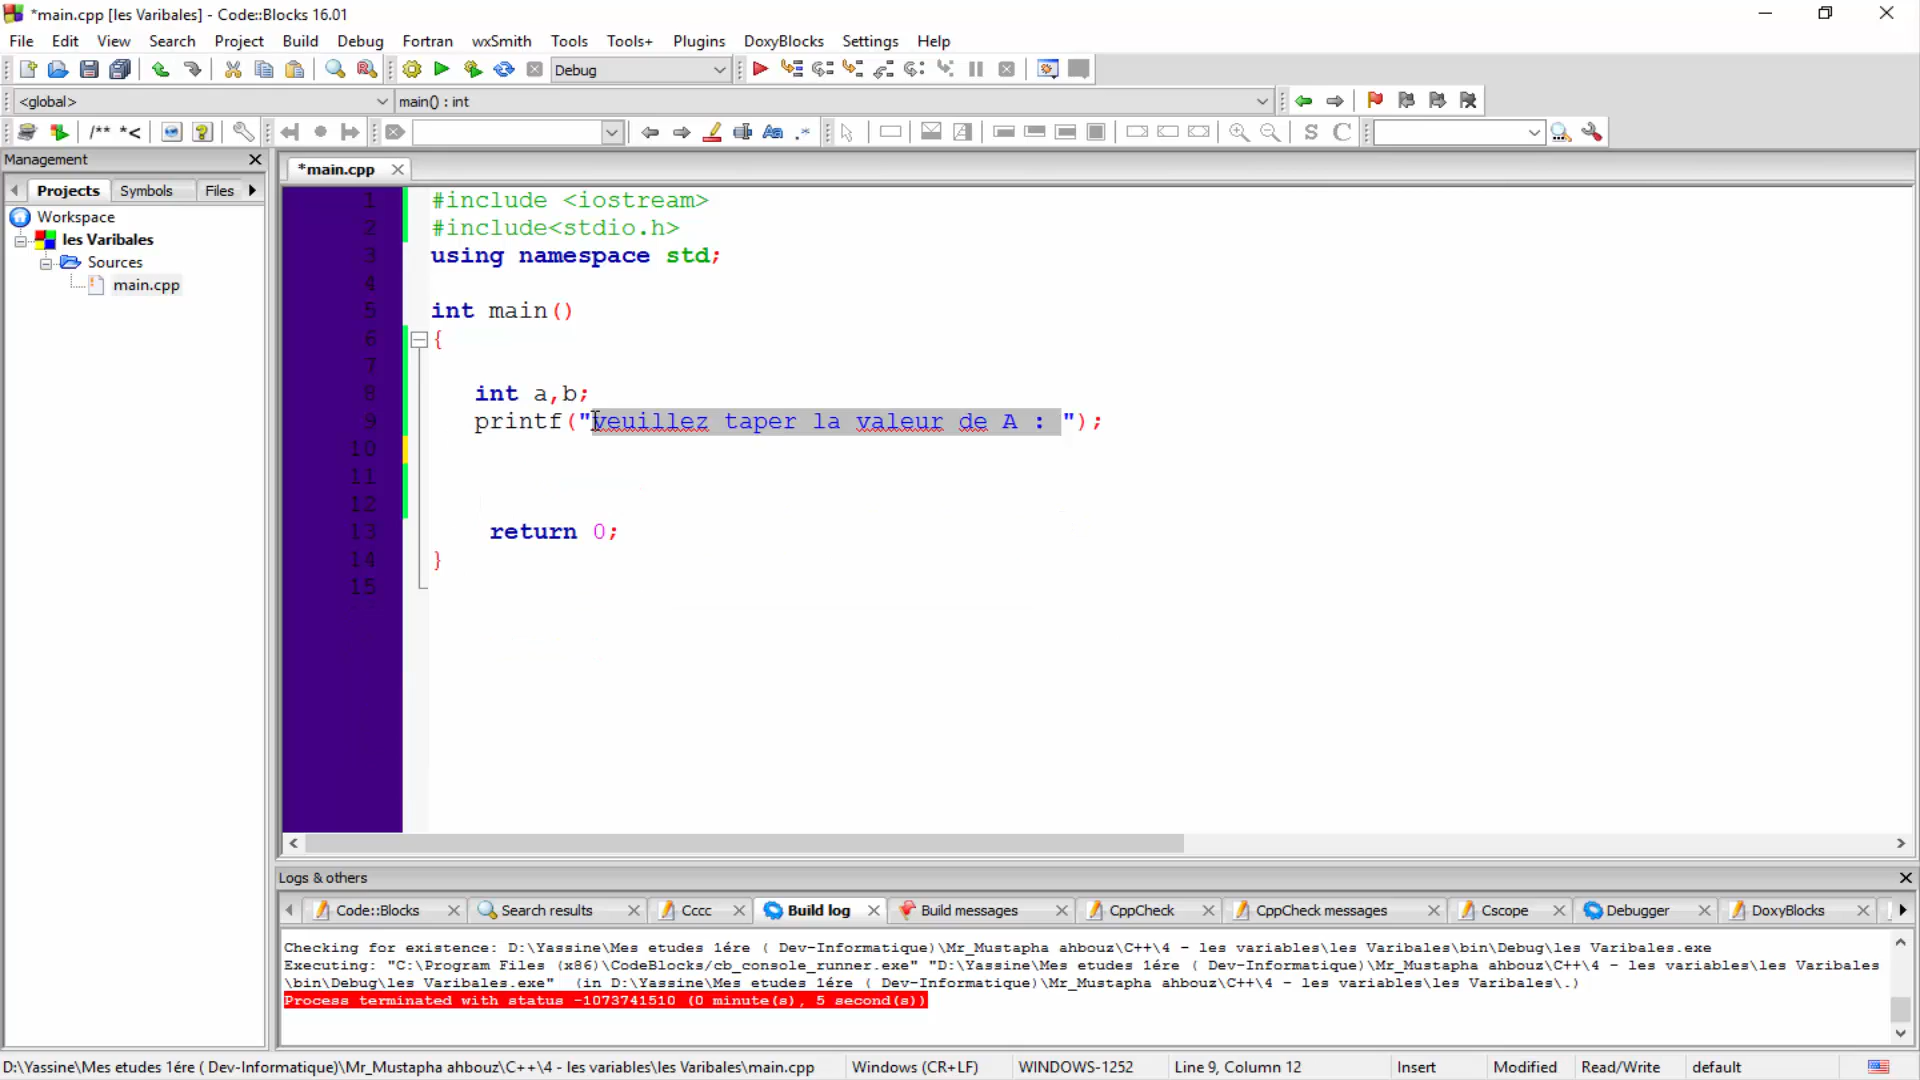 *main.cpp [les Varibales] - Code::Blocks 16.01
File Edit View Search Project Build Debug Fortran wxSmith Tools Tools+ Plugins DoxyBlocks Settings Help
Debug
<global> main() : int
/** *< Aa .* S C
Management
*main.cpp
Projects Symbols Files
Workspace
les Varibales
Sources
main.cpp
1 #include <iostream>
2 #include<stdio.h>
3 using namespace std;
4
5 int main()
6 {
7
8 int a,b;
9 printf("veuillez taper la valeur de A : ");
10
11
12
13 return 0;
14 }
15
Logs & others
Code::Blocks Search results Cccc Build log Build messages CppCheck CppCheck messages Cscope Debugger DoxyBlocks
Checking for existence: D:\Yassine\Mes etudes 1ére ( Dev-Informatique)\Mr_Mustapha ahbouz\C++\4 - les variables\les Varibales\bin\Debug\les Varibales.exe
Executing: "C:\Program Files (x86)\CodeBlocks/cb_console_runner.exe" "D:\Yassine\Mes etudes 1ére ( Dev-Informatique)\Mr_Mustapha ahbouz\C++\4 - les variables\les Varibales
\bin\Debug\les Varibales.exe"  (in D:\Yassine\Mes etudes 1ére ( Dev-Informatique)\Mr_Mustapha ahbouz\C++\4 - les variables\les Varibales\.)
Process terminated with status -1073741510 (0 minute(s), 5 second(s))
D:\Yassine\Mes etudes 1ére ( Dev-Informatique)\Mr_Mustapha ahbouz\C++\4 - les variables\les Varibales\main.cpp Windows (CR+LF) WINDOWS-1252 Line 9, Column 12 Insert Modified Read/Write default